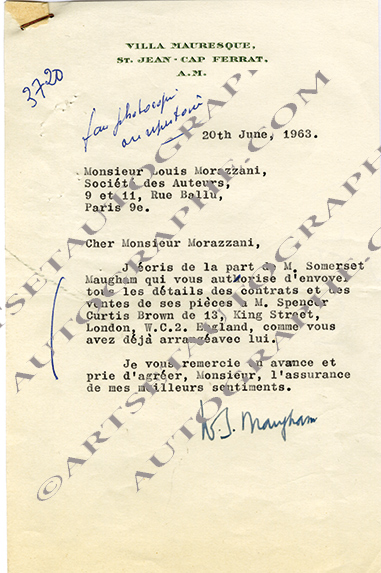 VILLA MAURESQUE,
ST. JEAN - CAP FERRAT,
A.M.
3720
photocopie
20th June, 1963.
Monsieur Louis Morazzani,
Société des Auteurs,
9 et 11, Rue Ballu,
Paris 9e.
Cher Monsieur Morazzani,
J'écris de la part de M. Somerset
Maugham qui vous autorise d'envoyer
tous les détails des contrats et des
ventes de ses pièces à M. Spencer
Curtis Brown de 13, King Street,
London, W.C.2. England, comme vous
avez déjà arrangé avec lui.
Je vous remercie en avance et
prie d'agréer, Monsieur, l'assurance
de mes meilleurs sentiments.
W. S. Maugham
©ARTSETAUTOGRAPHE.COM